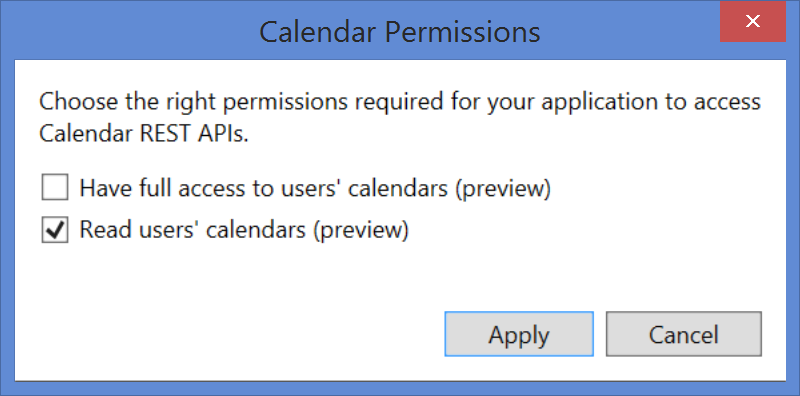 Calendar Permissions
Choose the right permissions required for your application to access
Calendar REST APIs.
Have full access to users' calendars (preview)
Read users' calendars (preview)
Apply Cancel